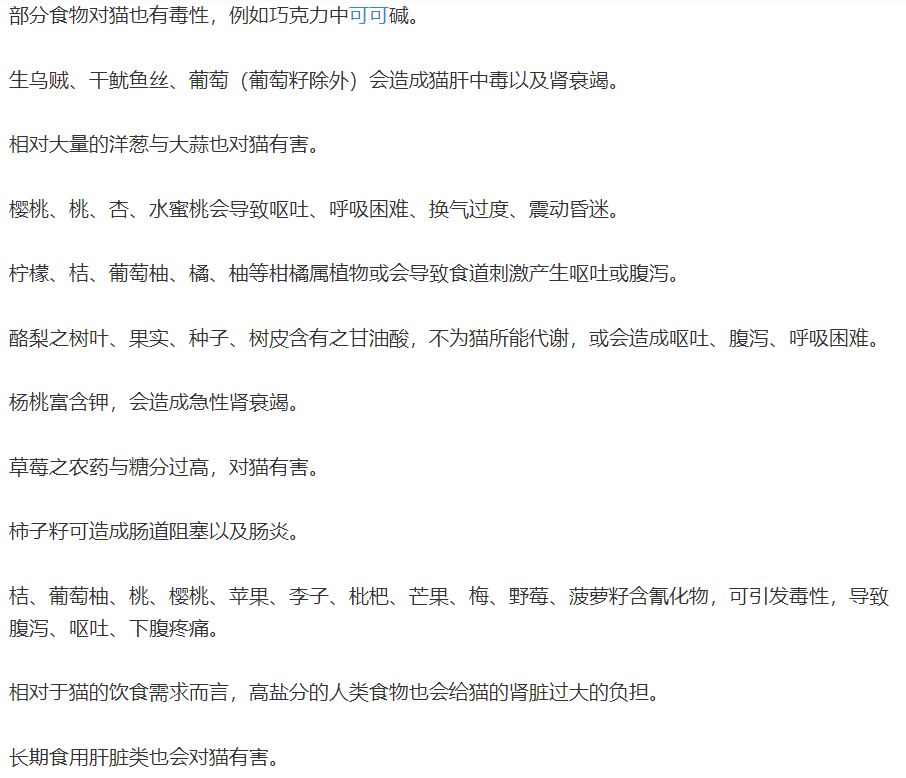 部分食物对猫也有毒性，例如巧克力中可可碱。
生乌贼、干鱿鱼丝、葡萄（葡萄籽除外）会造成猫肝中毒以及肾衰竭。
相对大量的洋葱与大蒜也对猫有害。
樱桃、桃、杏、水蜜桃会导致呕吐、呼吸困难、换气过度、震动昏迷。
柠檬、桔、葡萄柚、橘、柚等柑橘属植物或会导致食道刺激产生呕吐或腹泻。
酪梨之树叶、果实、种子、树皮含有之甘油酸，不为猫所能代谢，或会造成呕吐、腹泻、呼吸困难。
杨桃富含钾，会造成急性肾衰竭。
草莓之农药与糖分过高，对猫有害。
柿子籽可造成肠道阻塞以及肠炎。
桔、葡萄柚、桃、樱桃、苹果、李子、枇杷、芒果、梅、野莓、菠萝籽含氰化物，可引发毒性，导致
腹泻、呕吐、下腹疼痛。
相对于猫的饮食需求而言，高盐分的人类食物也会给猫的肾脏过大的负担。
长期食用肝脏类也会对猫有害。